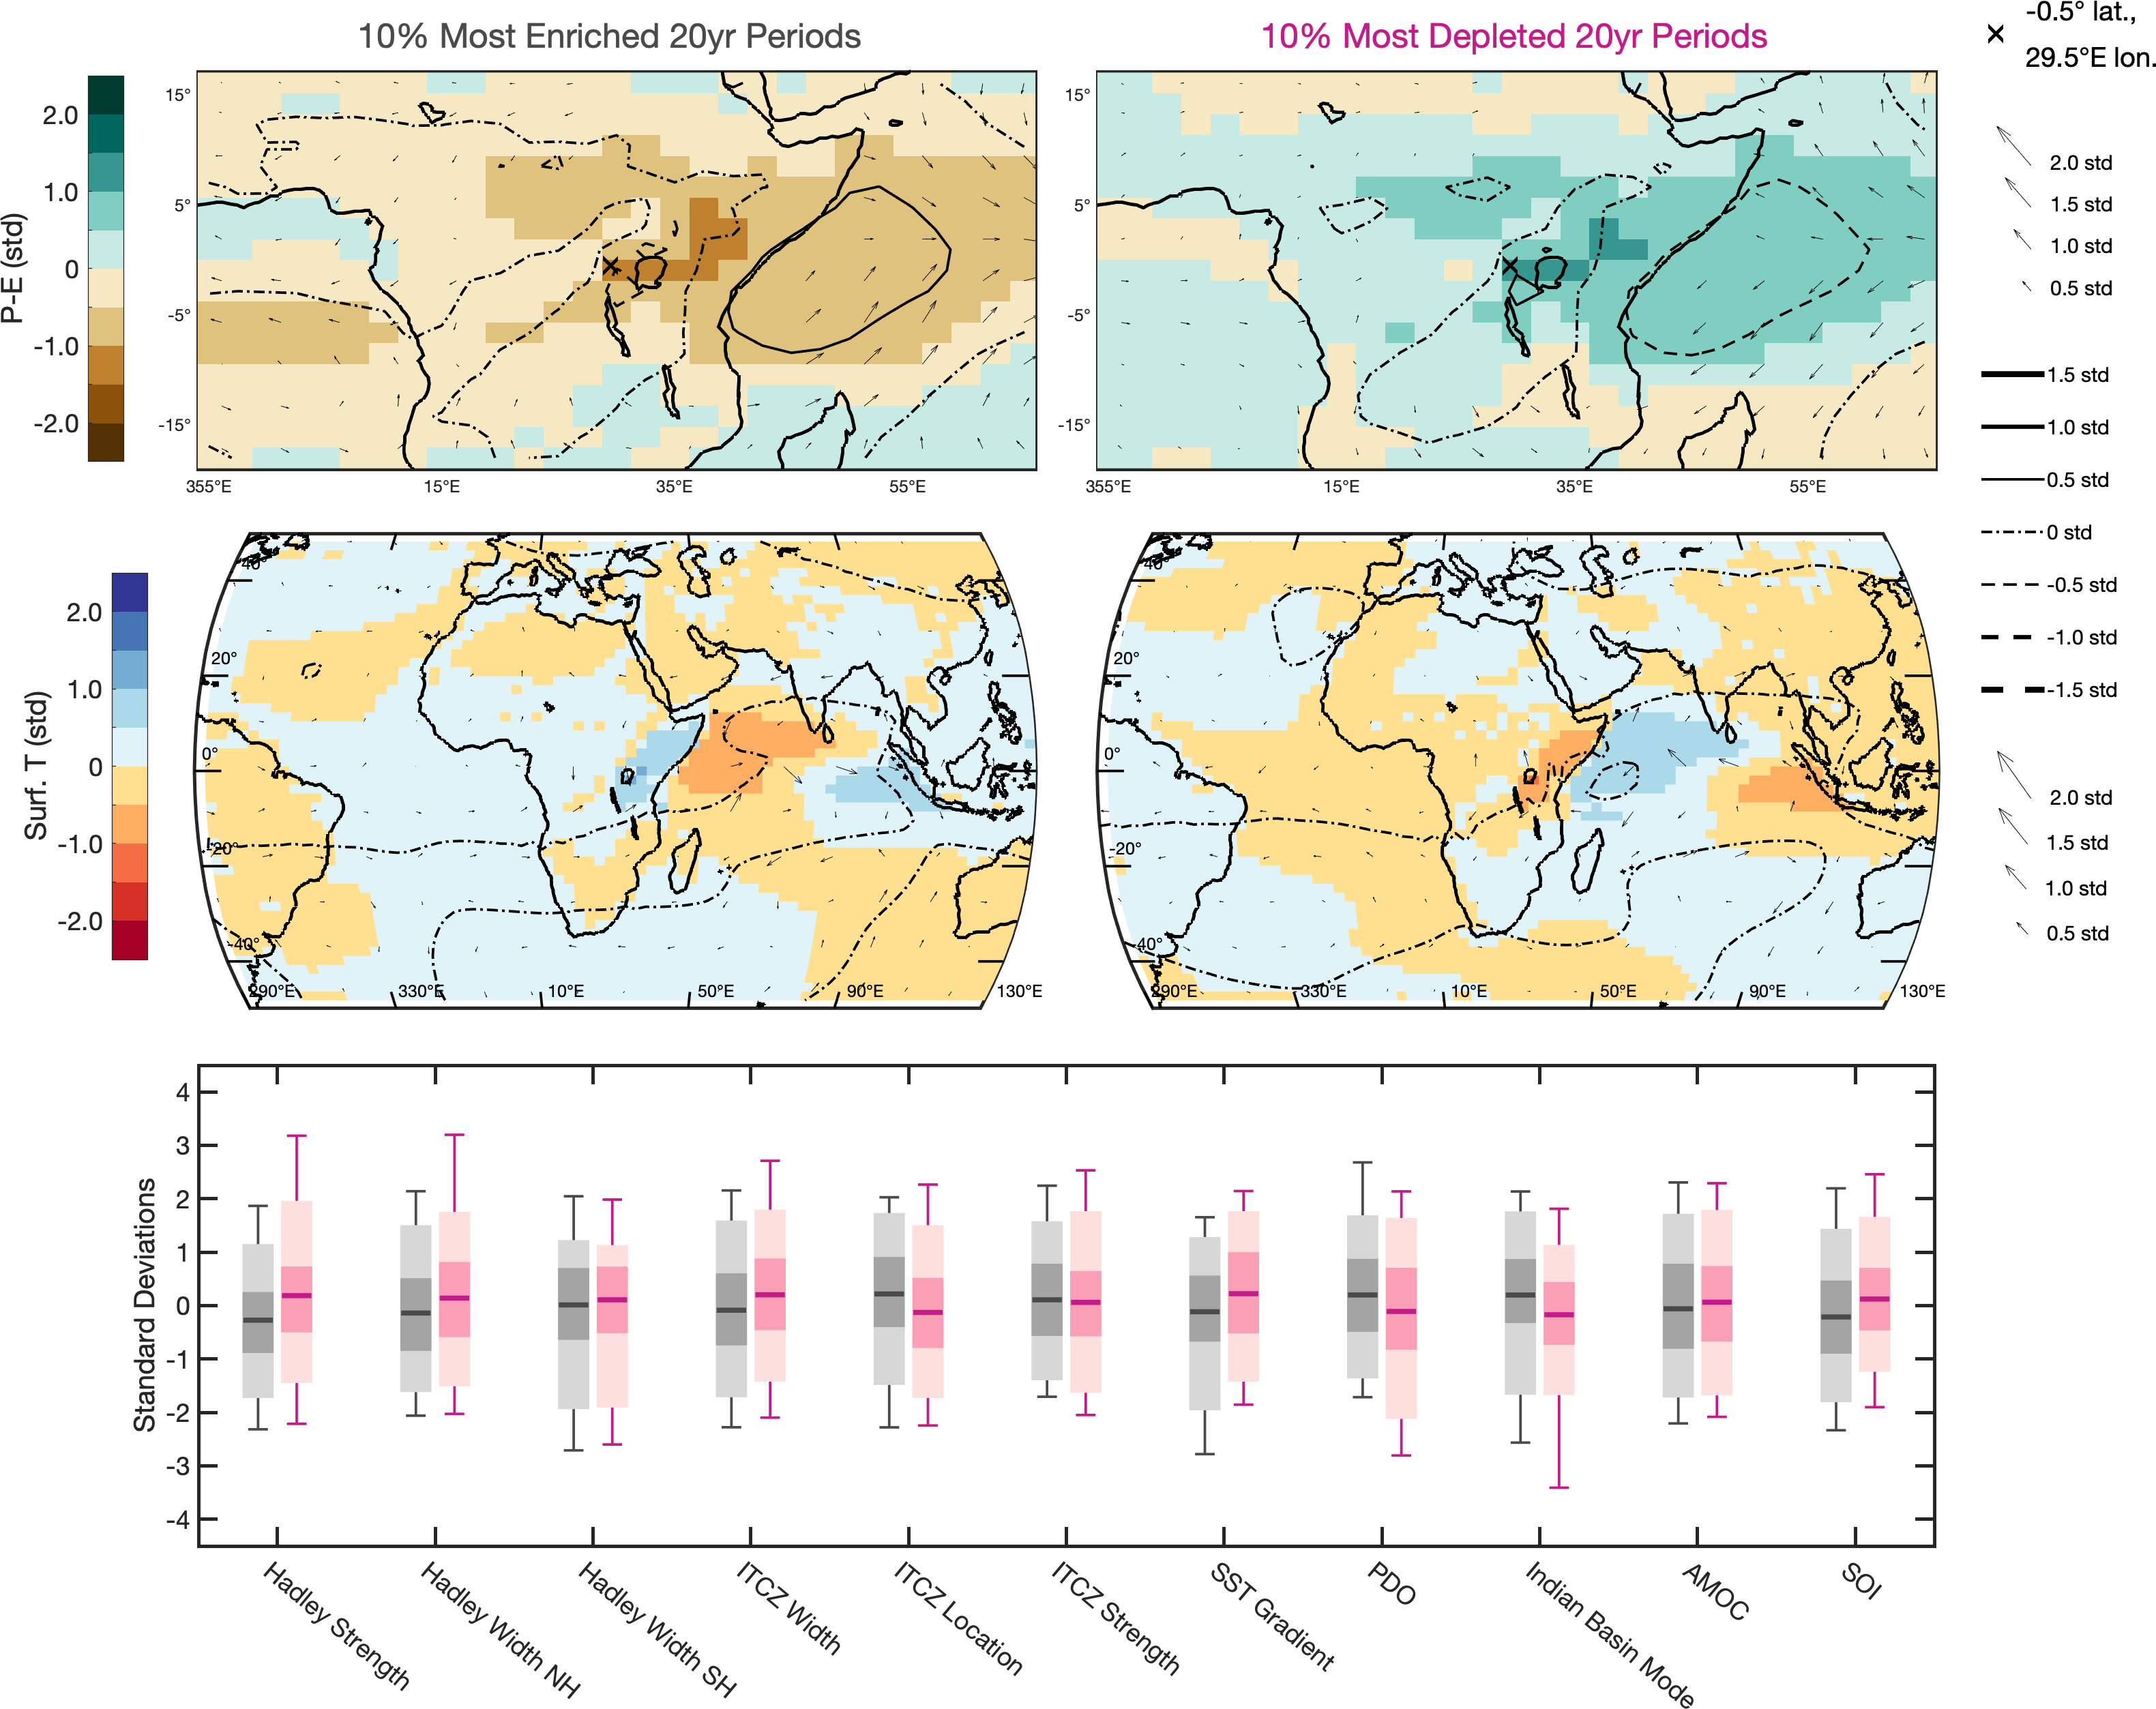 10% Most Enriched 20yr Periods
10% Most Depleted 20yr Periods
-0.5° lat.,
29.5°E lon.
P-E (std)
2.0
1.0
0
-1.0
-2.0
15°
5°
-5°
-15°
355°E
15°E
35°E
55°E
15°
5°
-5°
-15°
355°E
15°E
35°E
55°E
2.0 std
1.5 std
1.0 std
0.5 std
1.5 std
1.0 std
0.5 std
0 std
-0.5 std
-1.0 std
-1.5 std
Surf. T (std)
2.0
1.0
0
-1.0
-2.0
40°
20°
0°
-20°
-40°
290°E
330°E
10°E
50°E
90°E
130°E
40°
20°
0°
-20°
-40°
290°E
330°E
10°E
50°E
90°E
130°E
2.0 std
1.5 std
1.0 std
0.5 std
Standard Deviations
4
3
2
1
0
-1
-2
-3
-4
Hadley Strength
Hadley Width NH
Hadley Width SH
ITCZ Width
ITCZ Location
ITCZ Strength
SST Gradient
PDO
Indian Basin Mode
AMOC
SOI